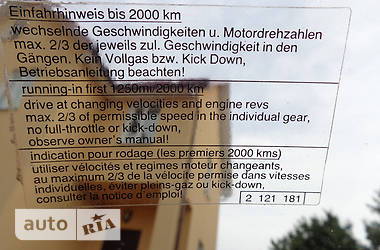 Einfahrhinweis bis 2000 km
wechselnde Geschwindigkeiten u. Motordrehzahlen
max. 2/3 der jeweils zul. Geschwindigkeit in den
Gängen. Kein Vollgas bzw. Kick Down,
Betriebsanleitung beachten!
running-in first 1250mi/2000 km
drive at changing velocities and engine revs
max. 2/3 of permissible speed in the individual gear,
no full-throttle or kick-down,
observe owner's manual!
indication pour rodage (les premiers 2000 kms)
utiliser vélocités et regimes moteur changeants,
au maximum 2/3 de la vélocite permise dans vitesses
individuelles, éviter pleins-gaz ou kick-down,
consulter la notice d'emploi!
2 121 181
auto RIA